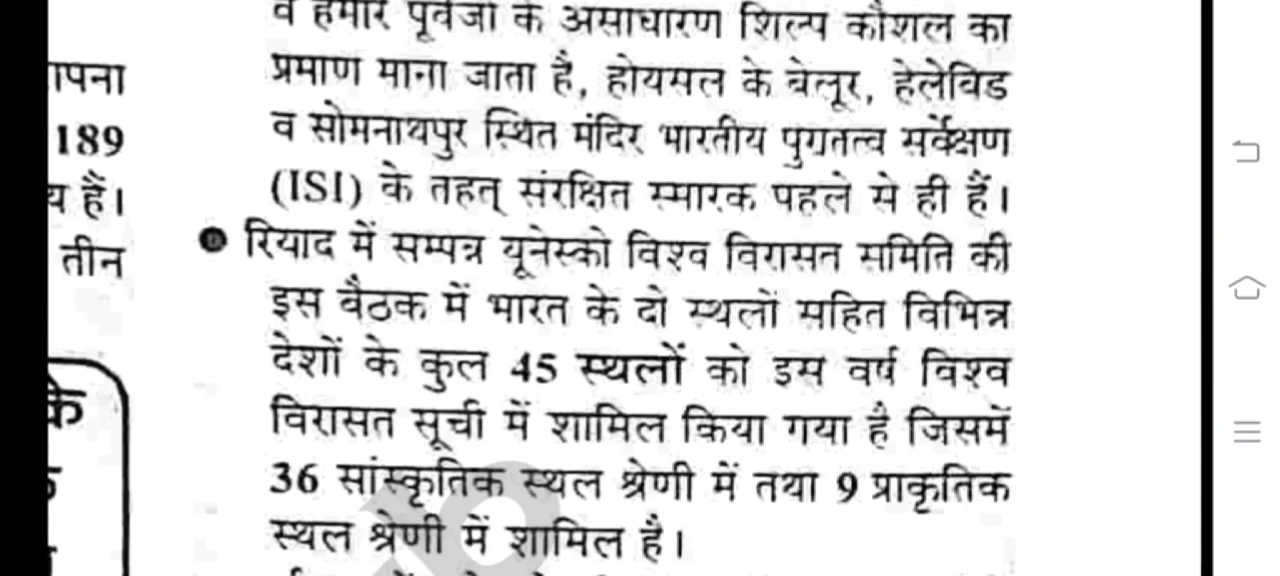 ापना
189
य हैं।
तीन
के
व हमारे पूर्वजों के असाधारण शिल्प कौशल का
प्रमाण माना जाता है, होयसल के बेलूर, हेलेविड
व सोमनाथपुर स्थित मंदिर भारतीय पुरातत्व सर्वेक्षण
(ISI) के तहत् संरक्षित स्मारक पहले से ही हैं।
● रियाद में सम्पन्न यूनेस्को विश्व विरासत समिति की
इस बैठक में भारत के दो स्थलों सहित विभिन्न
देशों के कुल 45 स्थलों को इस वर्ष विश्व
विरासत सूची में शामिल किया गया है जिसमें
36 सांस्कृतिक स्थल श्रेणी में तथा 9 प्राकृतिक
स्थल श्रेणी में शामिल है।